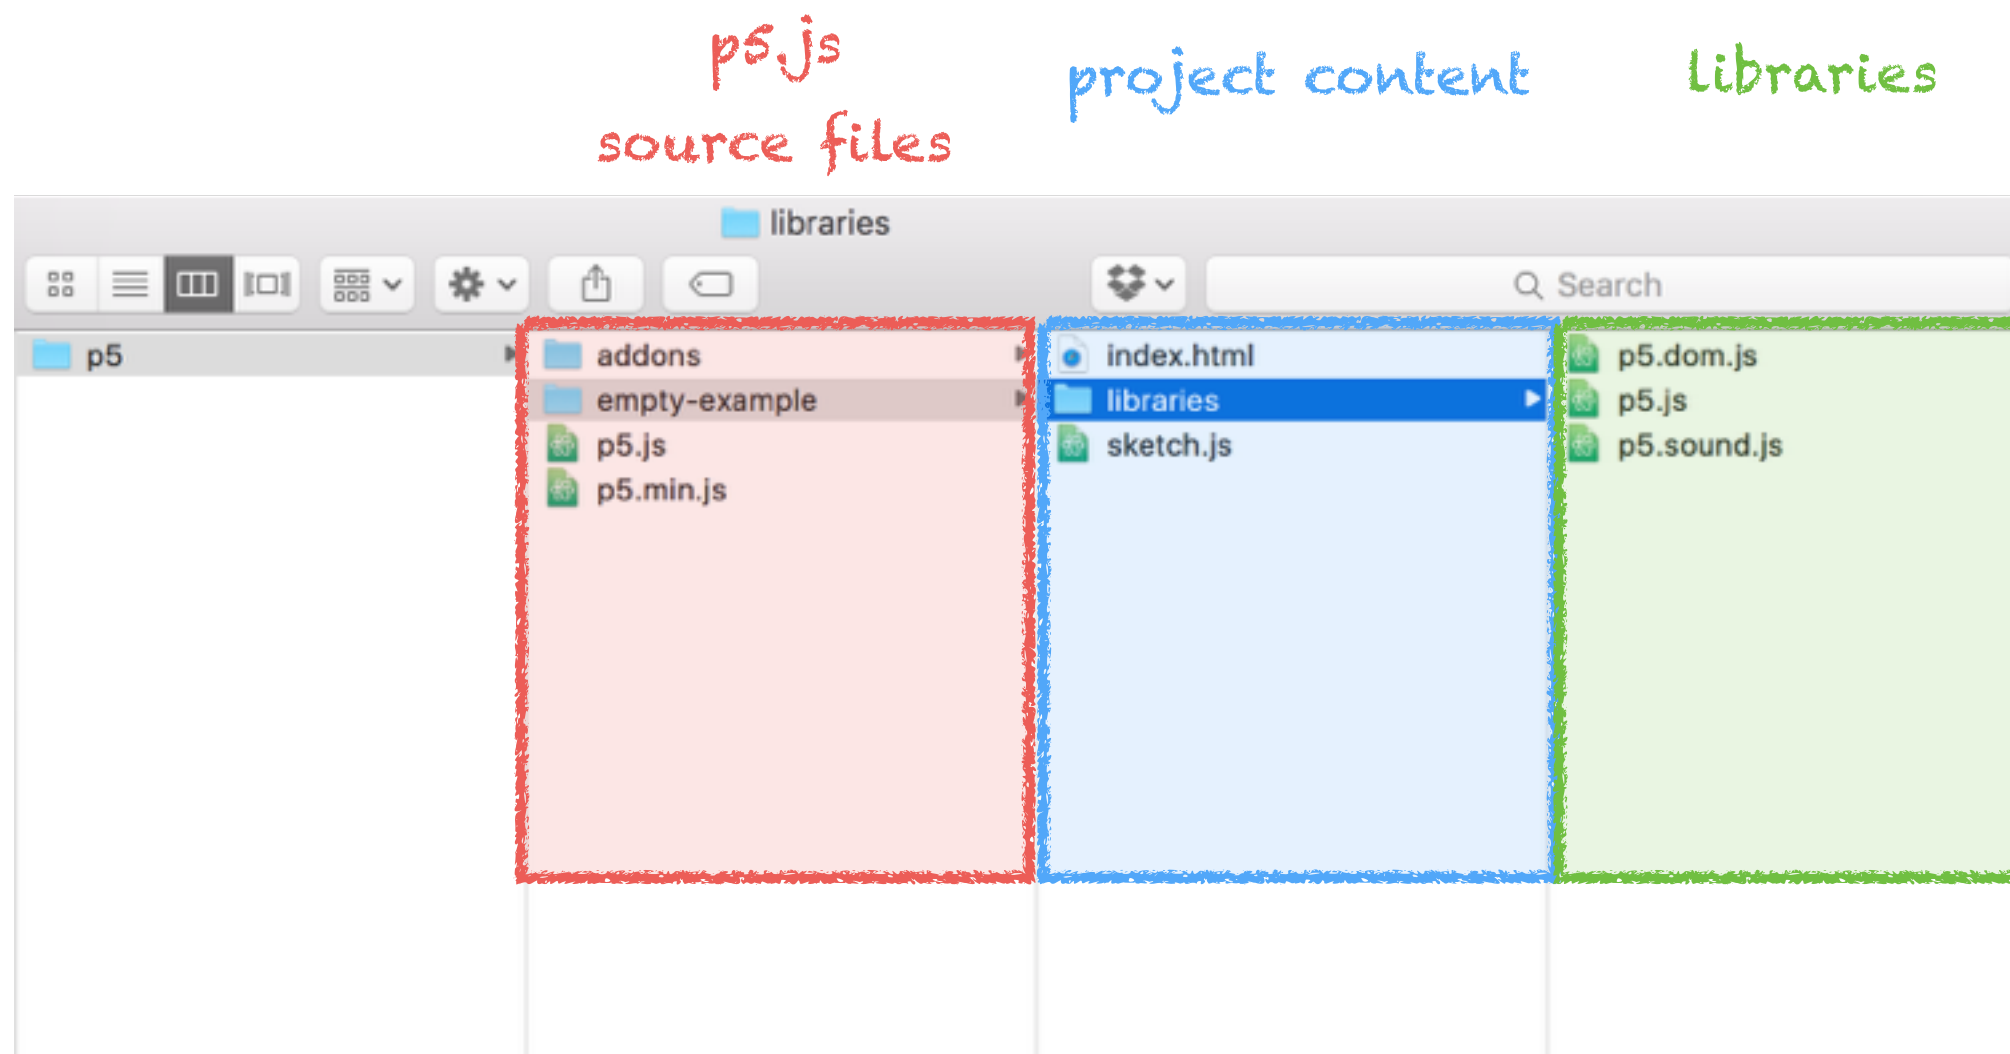 p5.js
source files
project content
libraries
libraries
Search
p5
addons
empty-example
p5.js
p5.min.js
index.html
libraries
sketch.js
p5.dom.js
p5.js
p5.sound.js